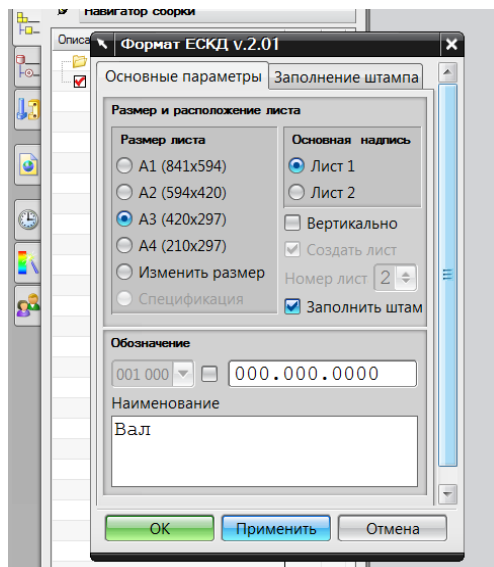 Навигатор сборки
Описа
Формат ЕСКД v.2.01
Основные параметры
Заполнение штампа
Размер и расположение листа
Размер листа
Основная надпись
A1 (841x594)
Лист 1
A2 (594x420)
Лист 2
A3 (420x297)
Вертикально
A4 (210x297)
Создать лист
Изменить размер
Номер лист 2
Спецификация
Заполнить штам
Обозначение
001 000
000.000.0000
Наименование
Вал
OK
Применить
Отмена